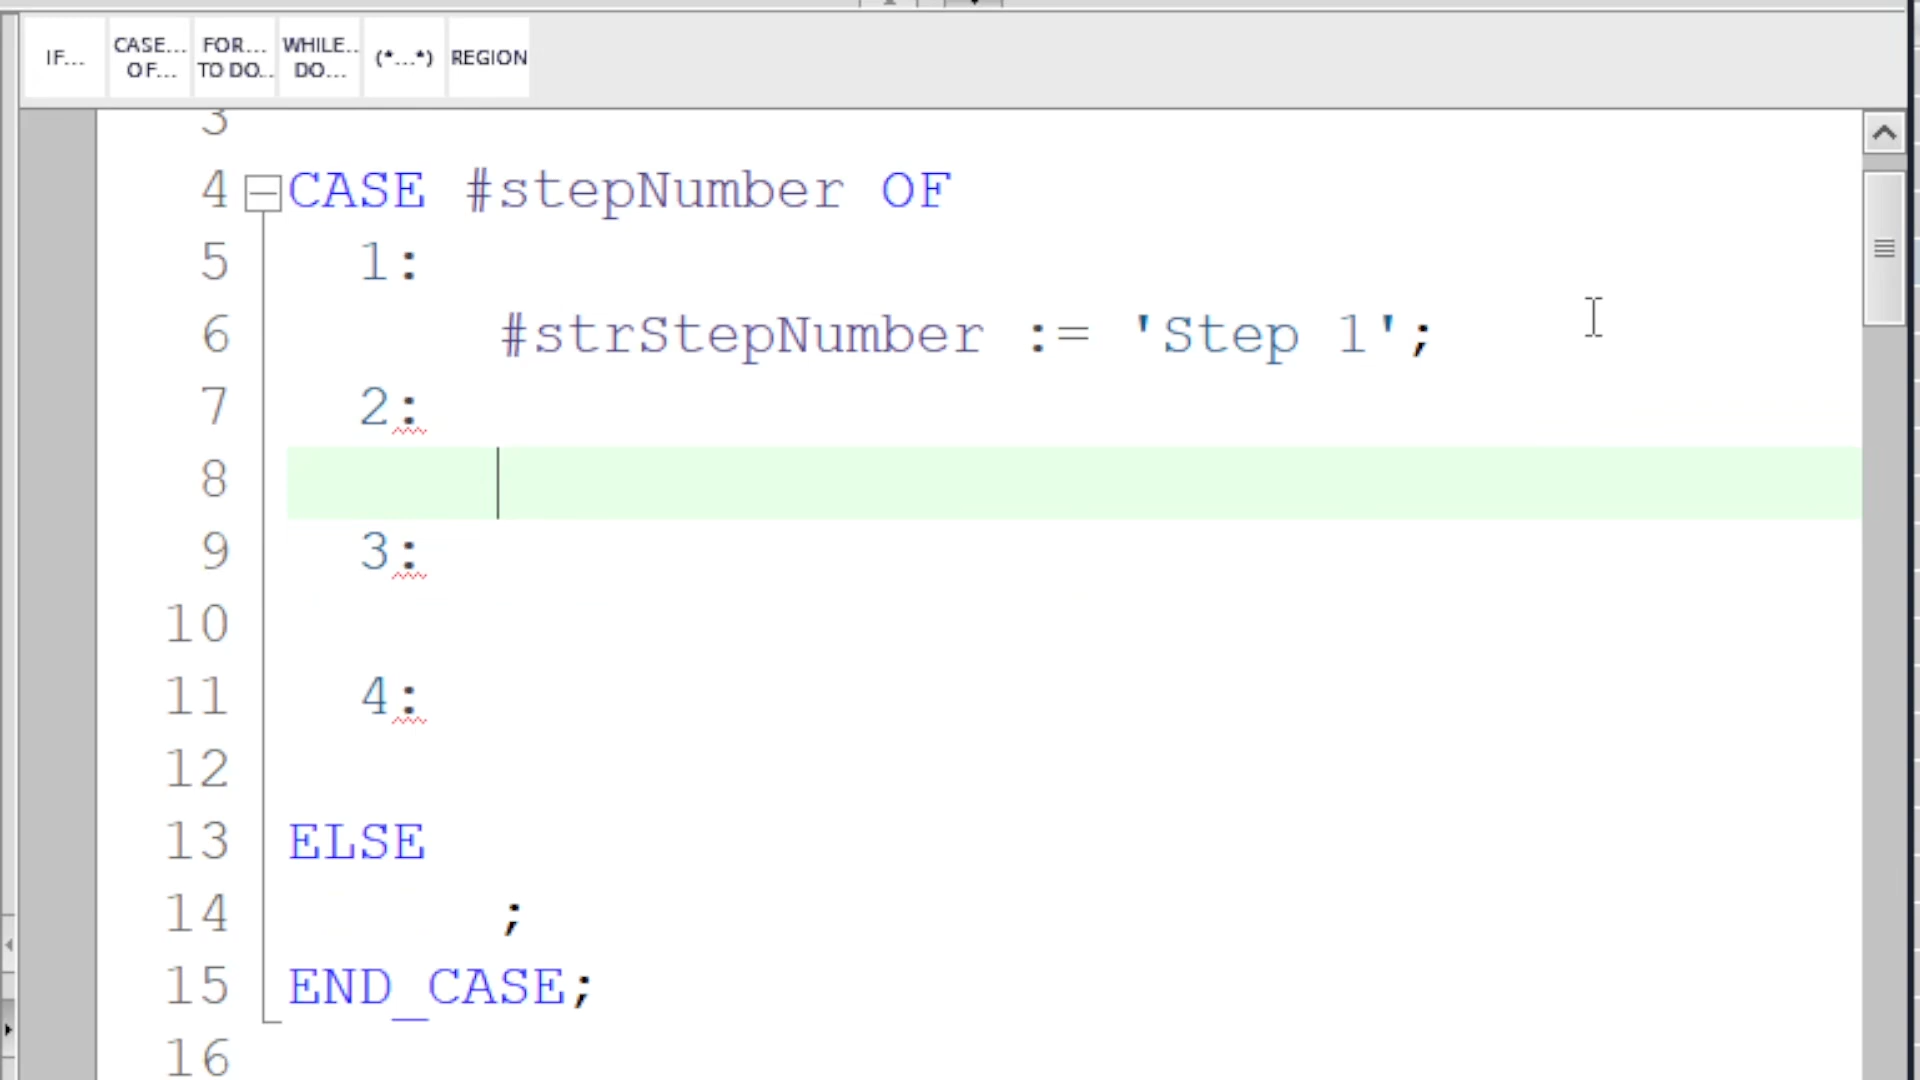 IF...
CASE... OF...
FOR... TO DO...
WHILE.. DO...
(*...*)
REGION
3
4 CASE #stepNumber OF
5 1:
6 #strStepNumber := 'Step 1';
7 2:
8
9 3:
10
11 4:
12
13 ELSE
14 ;
15 END_CASE;
16